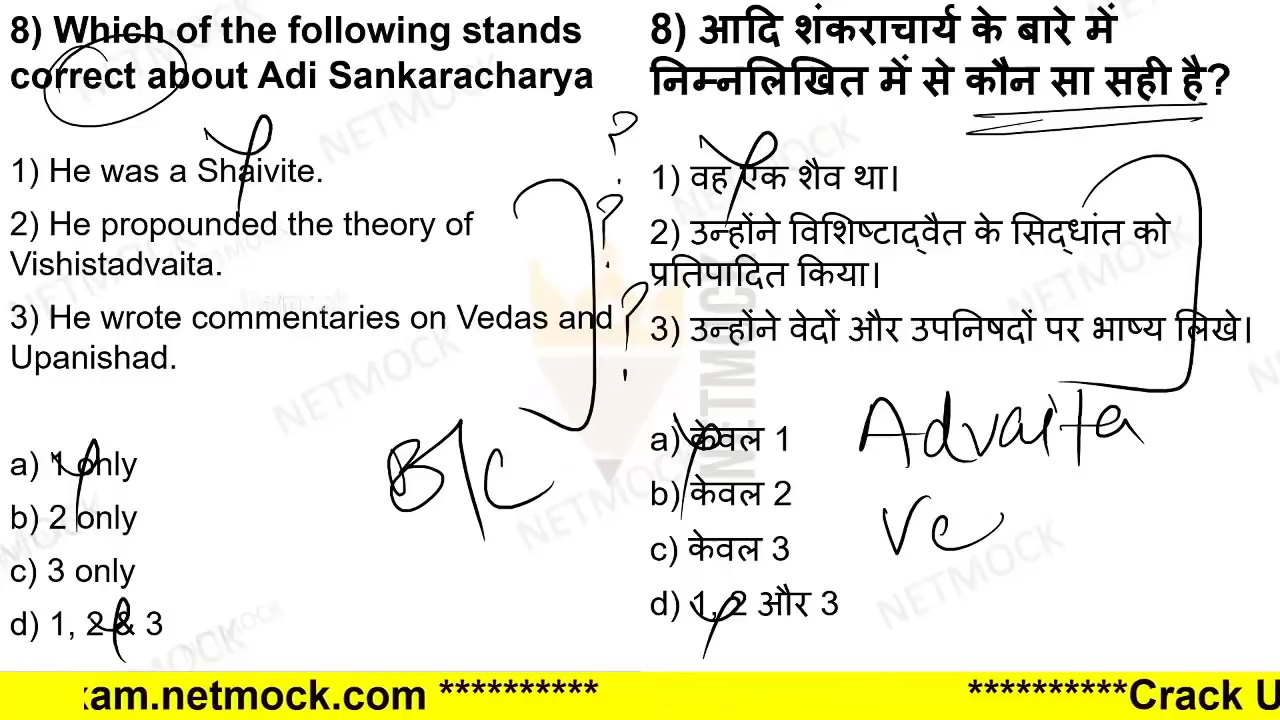 8) Which of the following stands
correct about Adi Sankaracharya
1) He was a Shaivite.
2) He propounded the theory of
Vishistadvaita.
3) He wrote commentaries on Vedas and
Upanishad.
a) 1 only
b) 2 only
c) 3 only
d) 1, 2 & 3
B/C
8) आदि शंकराचार्य के बारे में
निम्नलिखित में से कौन सा सही है?
1) वह एक शैव था।
2) उन्होंने विशिष्टाद्वैत के सिद्धांत को
प्रतिपादित किया।
3) उन्होंने वेदों और उपनिषदों पर भाष्य लिखे।
a) केवल 1
b) केवल 2
c) केवल 3
d) 1, 2 और 3
Advaita
Ve
?
?
?
NETMOCK
.netmock.com ********** **********Crack